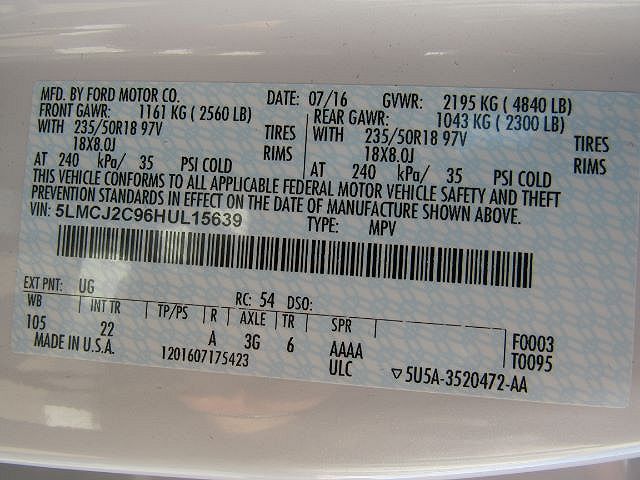 MFD. BY FORD MOTOR CO. DATE: 07/16 GVWR: 2195 KG ( 4840 LB)
FRONT GAWR: 1161 KG ( 2560 LB) REAR GAWR: 1043 KG ( 2300 LB)
WITH 235/50R18 97V TIRES WITH 235/50R18 97V TIRES
18X8.0J RIMS 18X8.0J RIMS
AT 240 kPa/ 35 PSI COLD AT 240 kPa/ 35 PSI COLD
THIS VEHICLE CONFORMS TO ALL APPLICABLE FEDERAL MOTOR VEHICLE SAFETY AND THEFT
PREVENTION STANDARDS IN EFFECT ON THE DATE OF MANUFACTURE SHOWN ABOVE.
VIN: 5LMCJ2C96HUL15639 TYPE: MPV
EXT PNT: UG RC: 54 DSO:
WB INT TR TP/PS R AXLE TR SPR
105 22 A 3G 6 AAAA F0003
MADE IN U.S.A. 1201607175423 ULC T0095
▽5U5A-3520472-AA